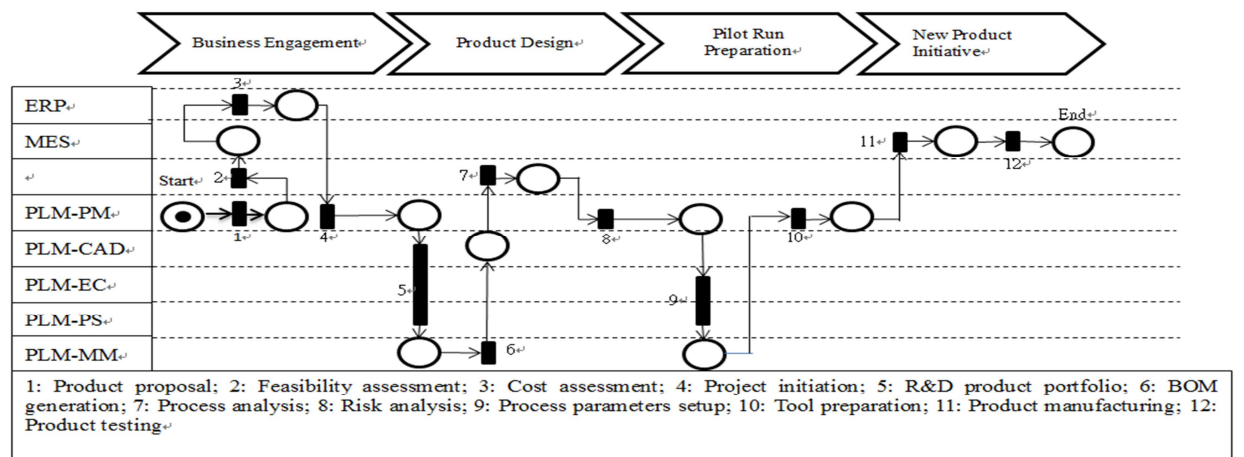 Business Engagement
Product Design
Pilot Run
Preparation
New Product
Initiative
ERP
MES
PLM-PM
PLM-CAD
PLM-EC
PLM-PS
PLM-MM
Start
End
1
2
3
4
5
6
7
8
9
10
11
12
1: Product proposal; 2: Feasibility assessment; 3: Cost assessment; 4: Project initiation; 5: R&D product portfolio; 6: BOM
generation; 7: Process analysis; 8: Risk analysis; 9: Process parameters setup; 10: Tool preparation; 11: Product manufacturing; 12:
Product testing